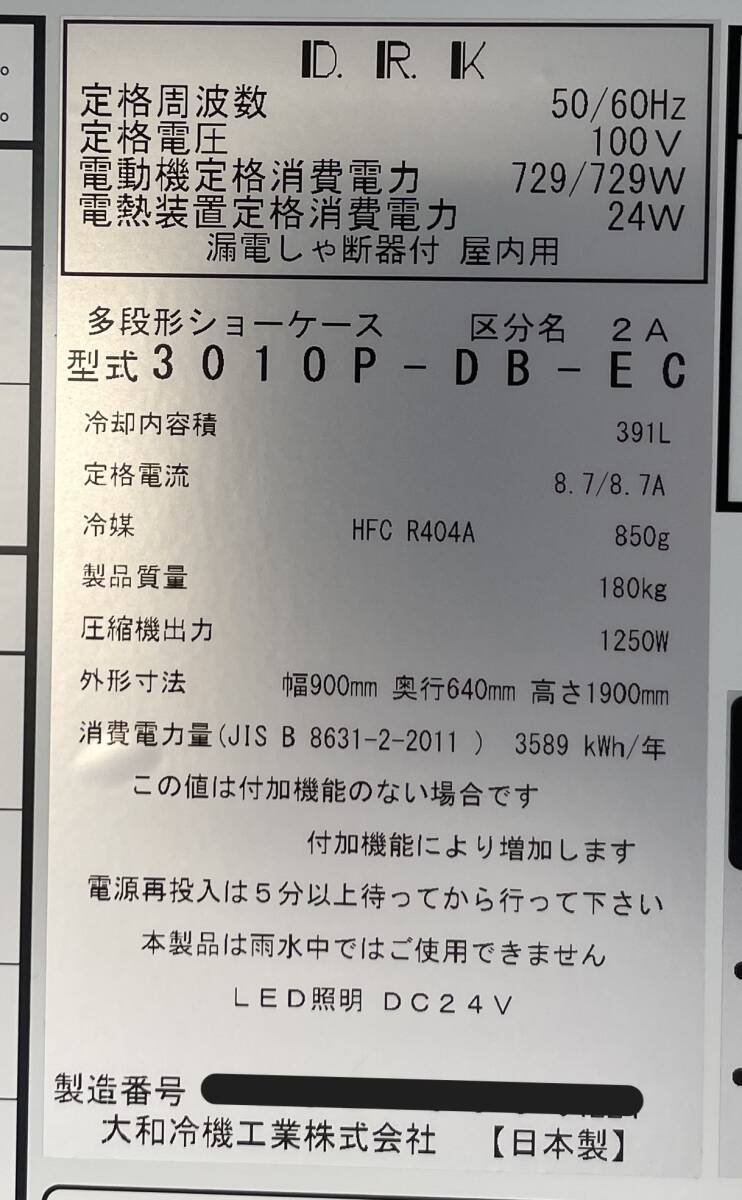 D. R. K
定格周波数 50/60Hz
定格電圧 100V
電動機定格消費電力 729/729W
電熱装置定格消費電力 24W
漏電しゃ断器付 屋内用
多段形ショーケース 区分名 2A
型式 3010P-DB-EC
冷却内容積 391L
定格電流 8.7/8.7A
冷媒 HFC R404A 850g
製品質量 180kg
圧縮機出力 1250W
外形寸法 幅900mm 奥行640mm 高さ1900mm
消費電力量(JIS B 8631-2-2011 ) 3589 kWh/年
この値は付加機能のない場合です
付加機能により増加します
電源再投入は5分以上待ってから行って下さい
本製品は雨水中ではご使用できません
LED照明 DC24V
製造番号
大和冷機工業株式会社 【日本製】